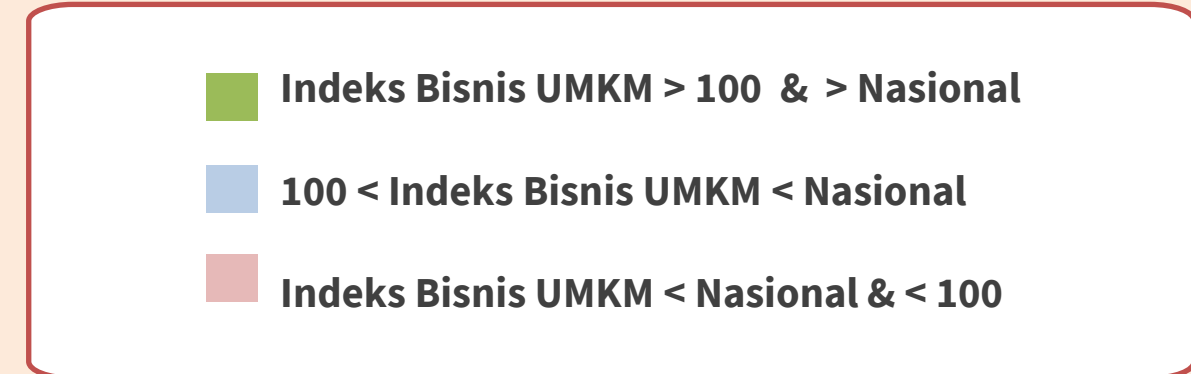 Indeks Bisnis UMKM > 100 & > Nasional
100 < Indeks Bisnis UMKM < Nasional
Indeks Bisnis UMKM < Nasional & < 100